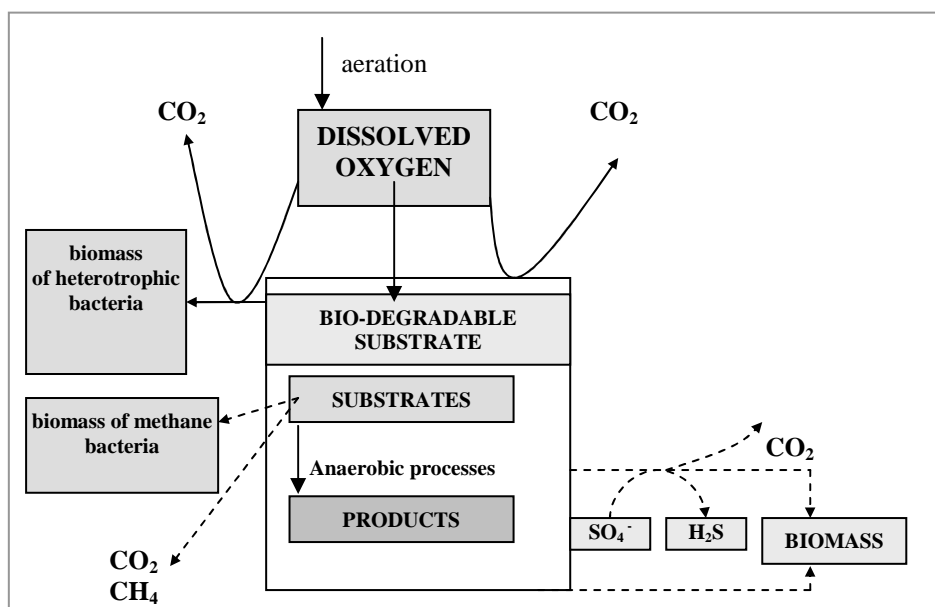 aeration
CO₂
CO₂
DISSOLVED
OXYGEN
biomass
of heterotrophic
bacteria
BIO-DEGRADABLE
SUBSTRATE
SUBSTRATES
biomass of methane
bacteria
Anaerobic processes
CO₂
PRODUCTS
SO₄⁻
H₂S
BIOMASS
CO₂
CH₄